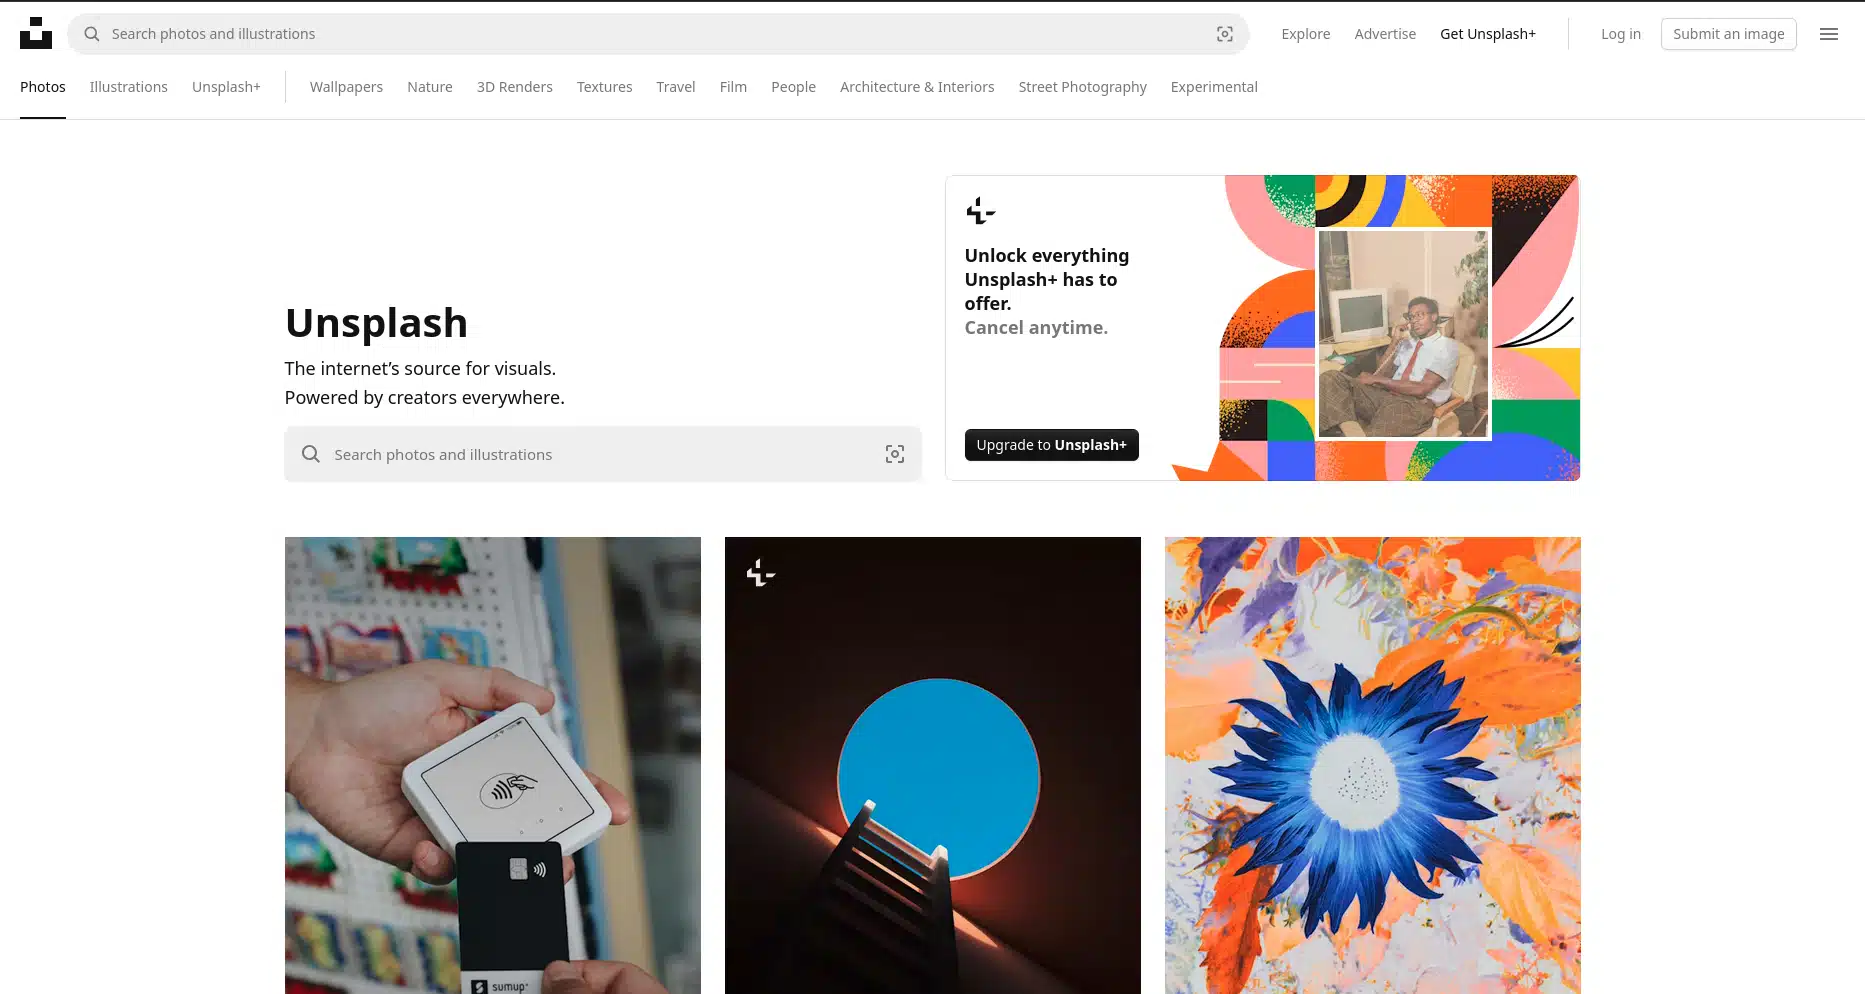 Search photos and illustrations
Explore
Advertise
Get Unsplash+
Log in
Submit an image
Photos
Illustrations
Unsplash+
Wallpapers
Nature
3D Renders
Textures
Travel
Film
People
Architecture & Interiors
Street Photography
Experimental
Unsplash
The internet’s source for visuals.
Powered by creators everywhere.
Search photos and illustrations
Unlock everything
Unsplash+ has to
offer.
Cancel anytime.
Upgrade to Unsplash+
sumup